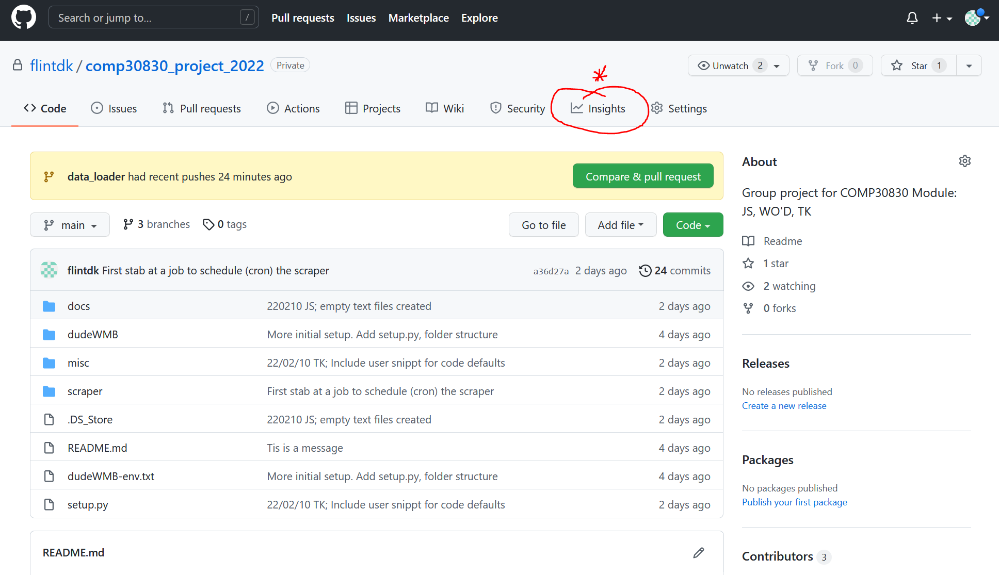 Search or jump to... /
Pull requests Issues Marketplace Explore
flintdk / comp30830_project_2022 Private
Unwatch 2 Fork 0 Star 1
Code Issues Pull requests Actions Projects Wiki Security Insights Settings
data_loader had recent pushes 24 minutes ago
Compare & pull request
main 3 branches 0 tags
Go to file Add file Code
flintdk First stab at a job to schedule (cron) the scraper a36d27a 2 days ago 24 commits
docs 220210 JS; empty text files created 2 days ago
dudeWMB More initial setup. Add setup.py, folder structure 4 days ago
misc 22/02/10 TK; Include user snippt for code defaults 2 days ago
scraper First stab at a job to schedule (cron) the scraper 2 days ago
.DS_Store 220210 JS; empty text files created 2 days ago
README.md Tis is a message 4 days ago
dudeWMB-env.txt More initial setup. Add setup.py, folder structure 4 days ago
setup.py 22/02/10 TK; Include user snippt for code defaults 2 days ago
README.md
About
Group project for COMP30830 Module:
JS, WO'D, TK
Readme
1 star
2 watching
0 forks
Releases
No releases published
Create a new release
Packages
No packages published
Publish your first package
Contributors 3